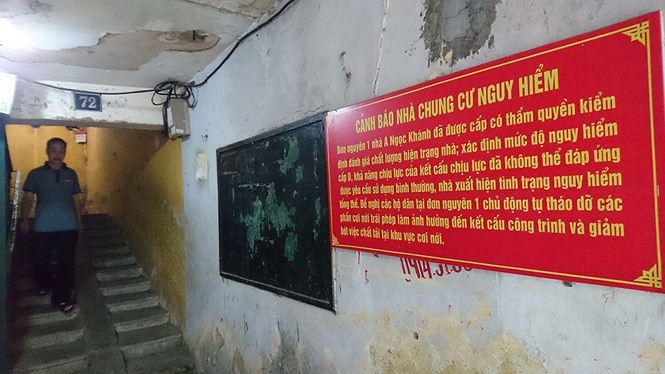 72
CẢNH BÁO NHÀ CHUNG CƯ NGUY HIỂM
Đơn nguyên 1 nhà A Ngọc Khánh đã được cấp có thẩm quyền kiểm
định đánh giá chất lượng hiện trạng nhà; xác định mức độ nguy hiểm
cấp D, khả năng chịu lực của kết cấu chịu lực đã không thể đáp ứng
được yêu cầu sử dụng bình thường, nhà xuất hiện tình trạng nguy hiểm
tổng thể. Đề nghị các hộ dân tại đơn nguyên 1 chủ động tự tháo dỡ các
phần cơi nới trái phép làm ảnh hưởng đến kết cấu công trình và giảm
bớt việc chất tải tại khu vực cơi nới.